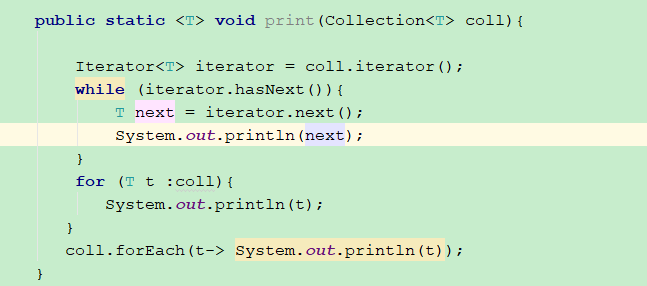 public static <T> void print(Collection<T> coll){
Iterator<T> iterator = coll.iterator();
while (iterator.hasNext()){
T next = iterator.next();
System.out.println(next);
}
for (T t :coll){
System.out.println(t);
}
coll.forEach(t-> System.out.println(t));
}